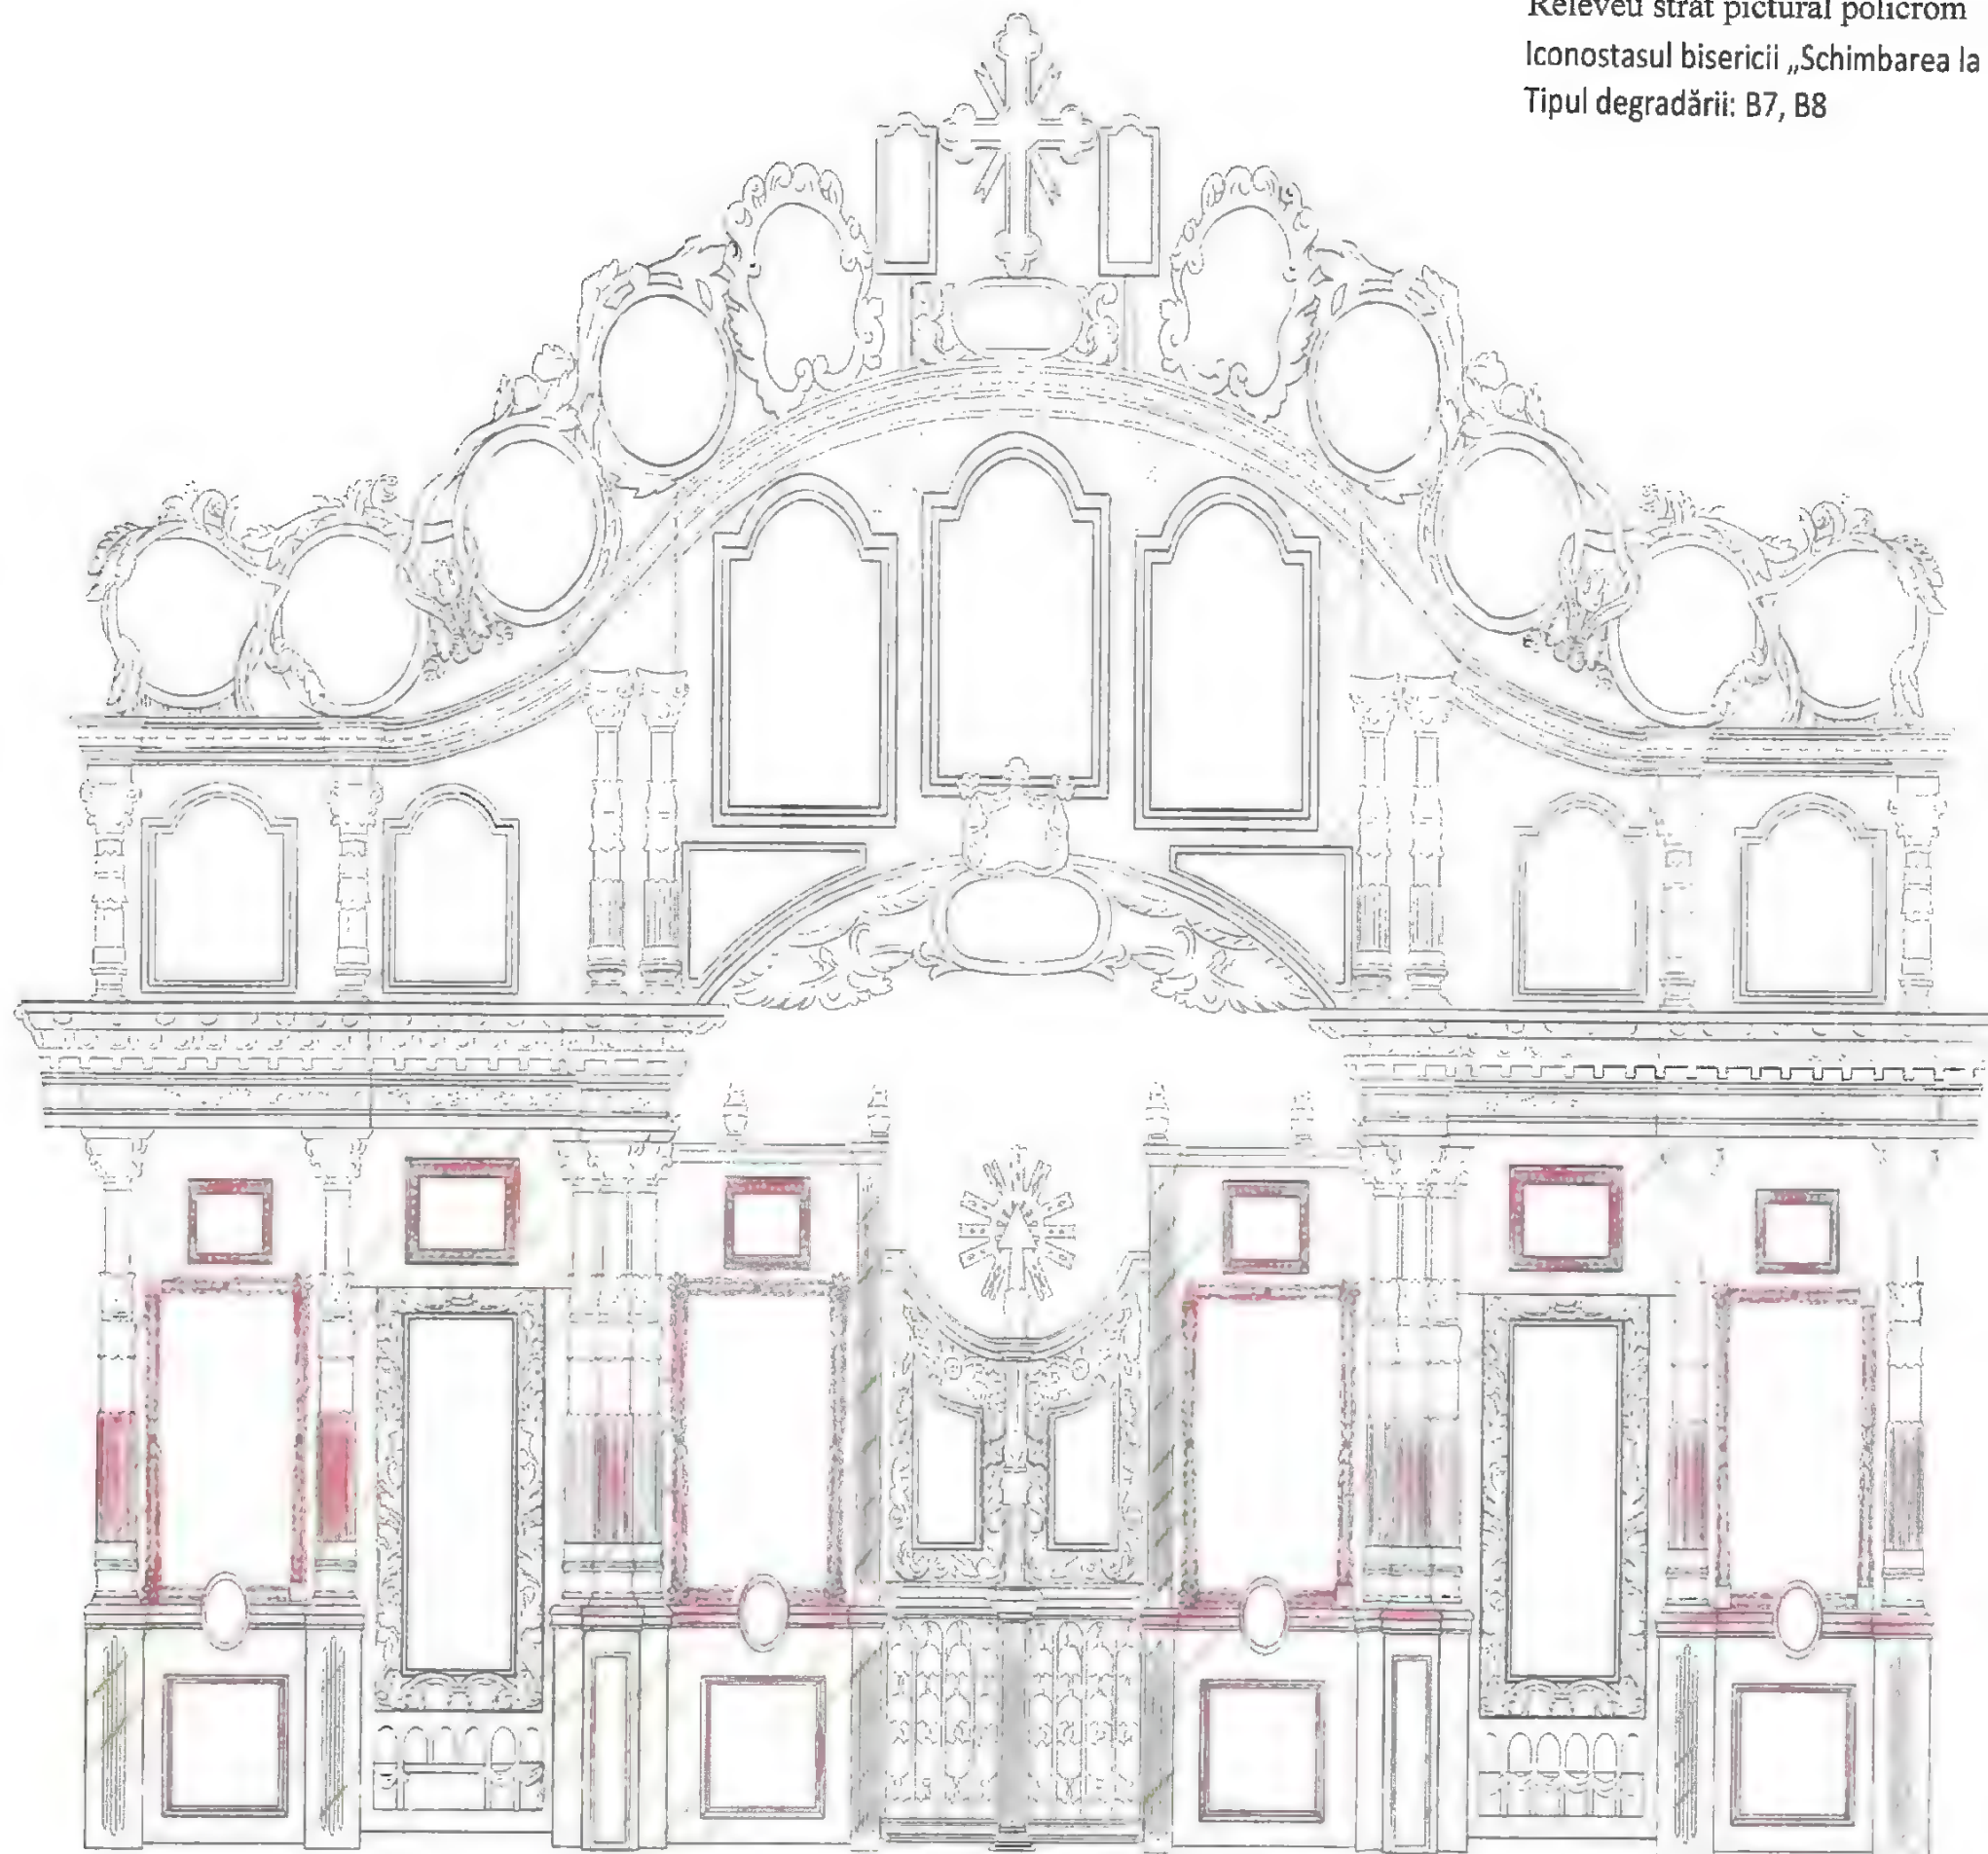 Releveu strat pictural policrom
Iconostasul bisericii „Schimbarea la
Tipul degradării: B7, B8